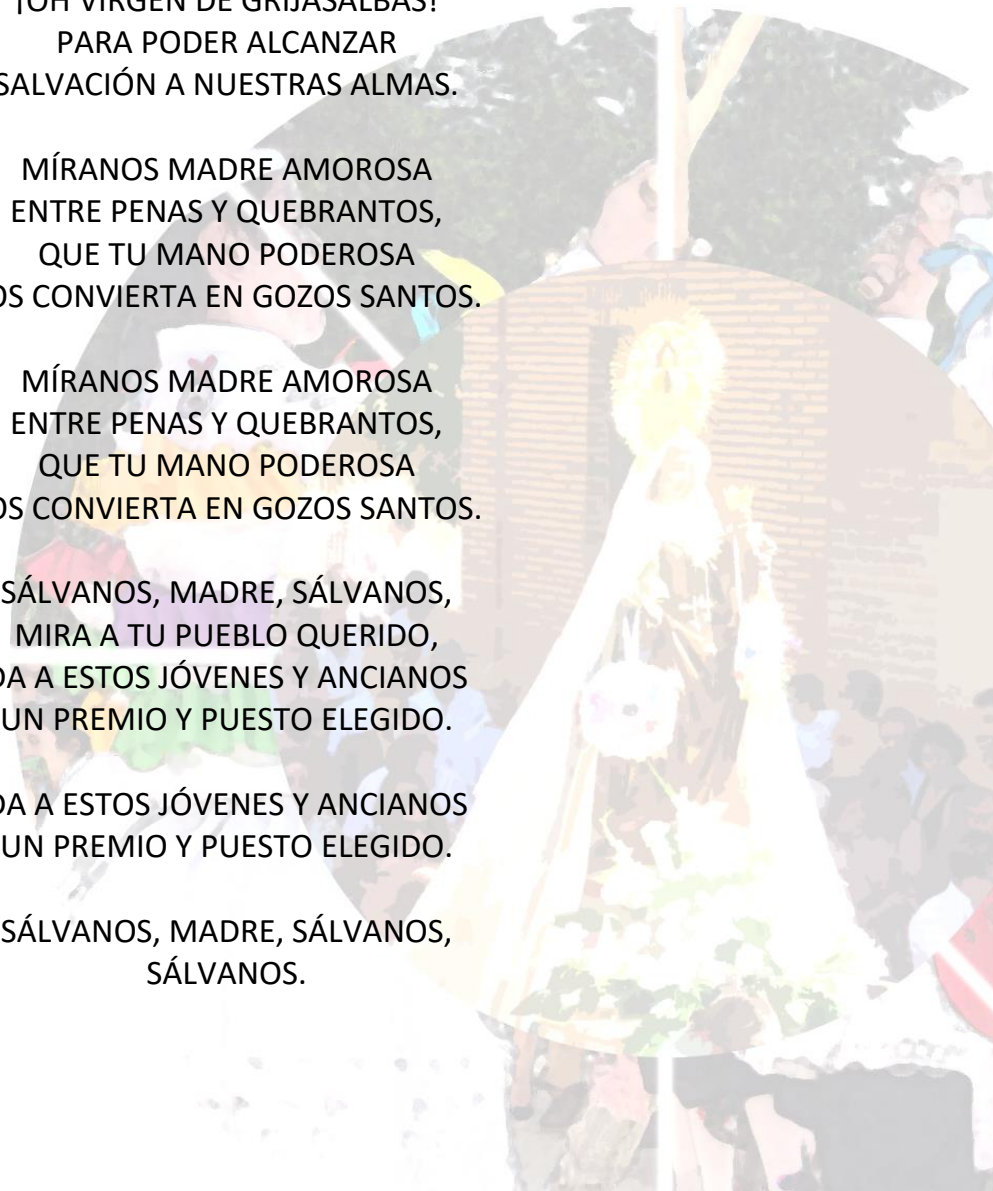 ¡OH VIRGEN DE GRIJASALBAS!
PARA PODER ALCANZAR
SALVACIÓN A NUESTRAS ALMAS.
MÍRANOS MADRE AMOROSA
ENTRE PENAS Y QUEBRANTOS,
QUE TU MANO PODEROSA
OS CONVIERTA EN GOZOS SANTOS.
MÍRANOS MADRE AMOROSA
ENTRE PENAS Y QUEBRANTOS,
QUE TU MANO PODEROSA
OS CONVIERTA EN GOZOS SANTOS.
SÁLVANOS, MADRE, SÁLVANOS,
MIRA A TU PUEBLO QUERIDO,
DA A ESTOS JÓVENES Y ANCIANOS
UN PREMIO Y PUESTO ELEGIDO.
DA A ESTOS JÓVENES Y ANCIANOS
UN PREMIO Y PUESTO ELEGIDO.
SÁLVANOS, MADRE, SÁLVANOS,
SÁLVANOS.